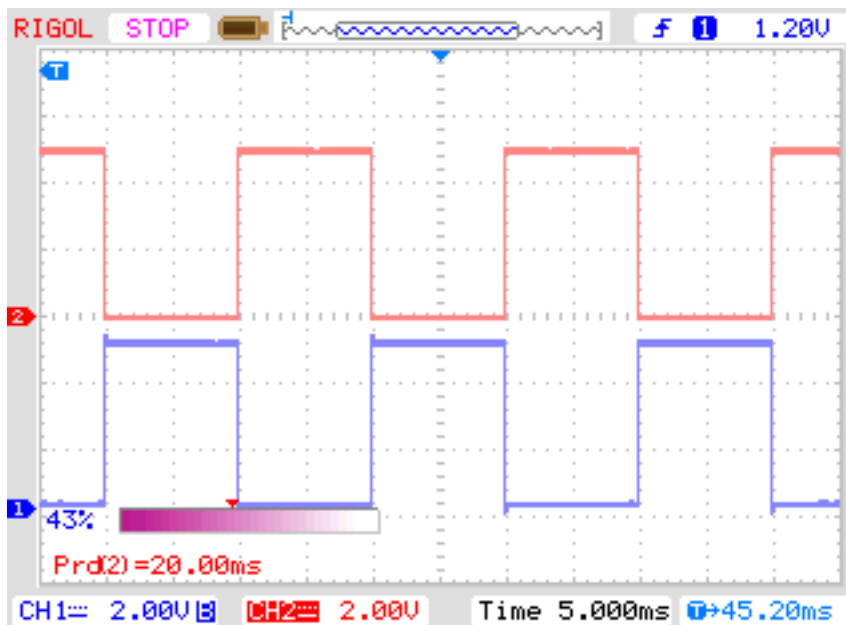 RIGOL STOP 1 1.20V
T
2
1
43%
Prd(2)=20.00ms
CH1 2.00V B CH2 2.00V Time 5.000ms T→45.20ms